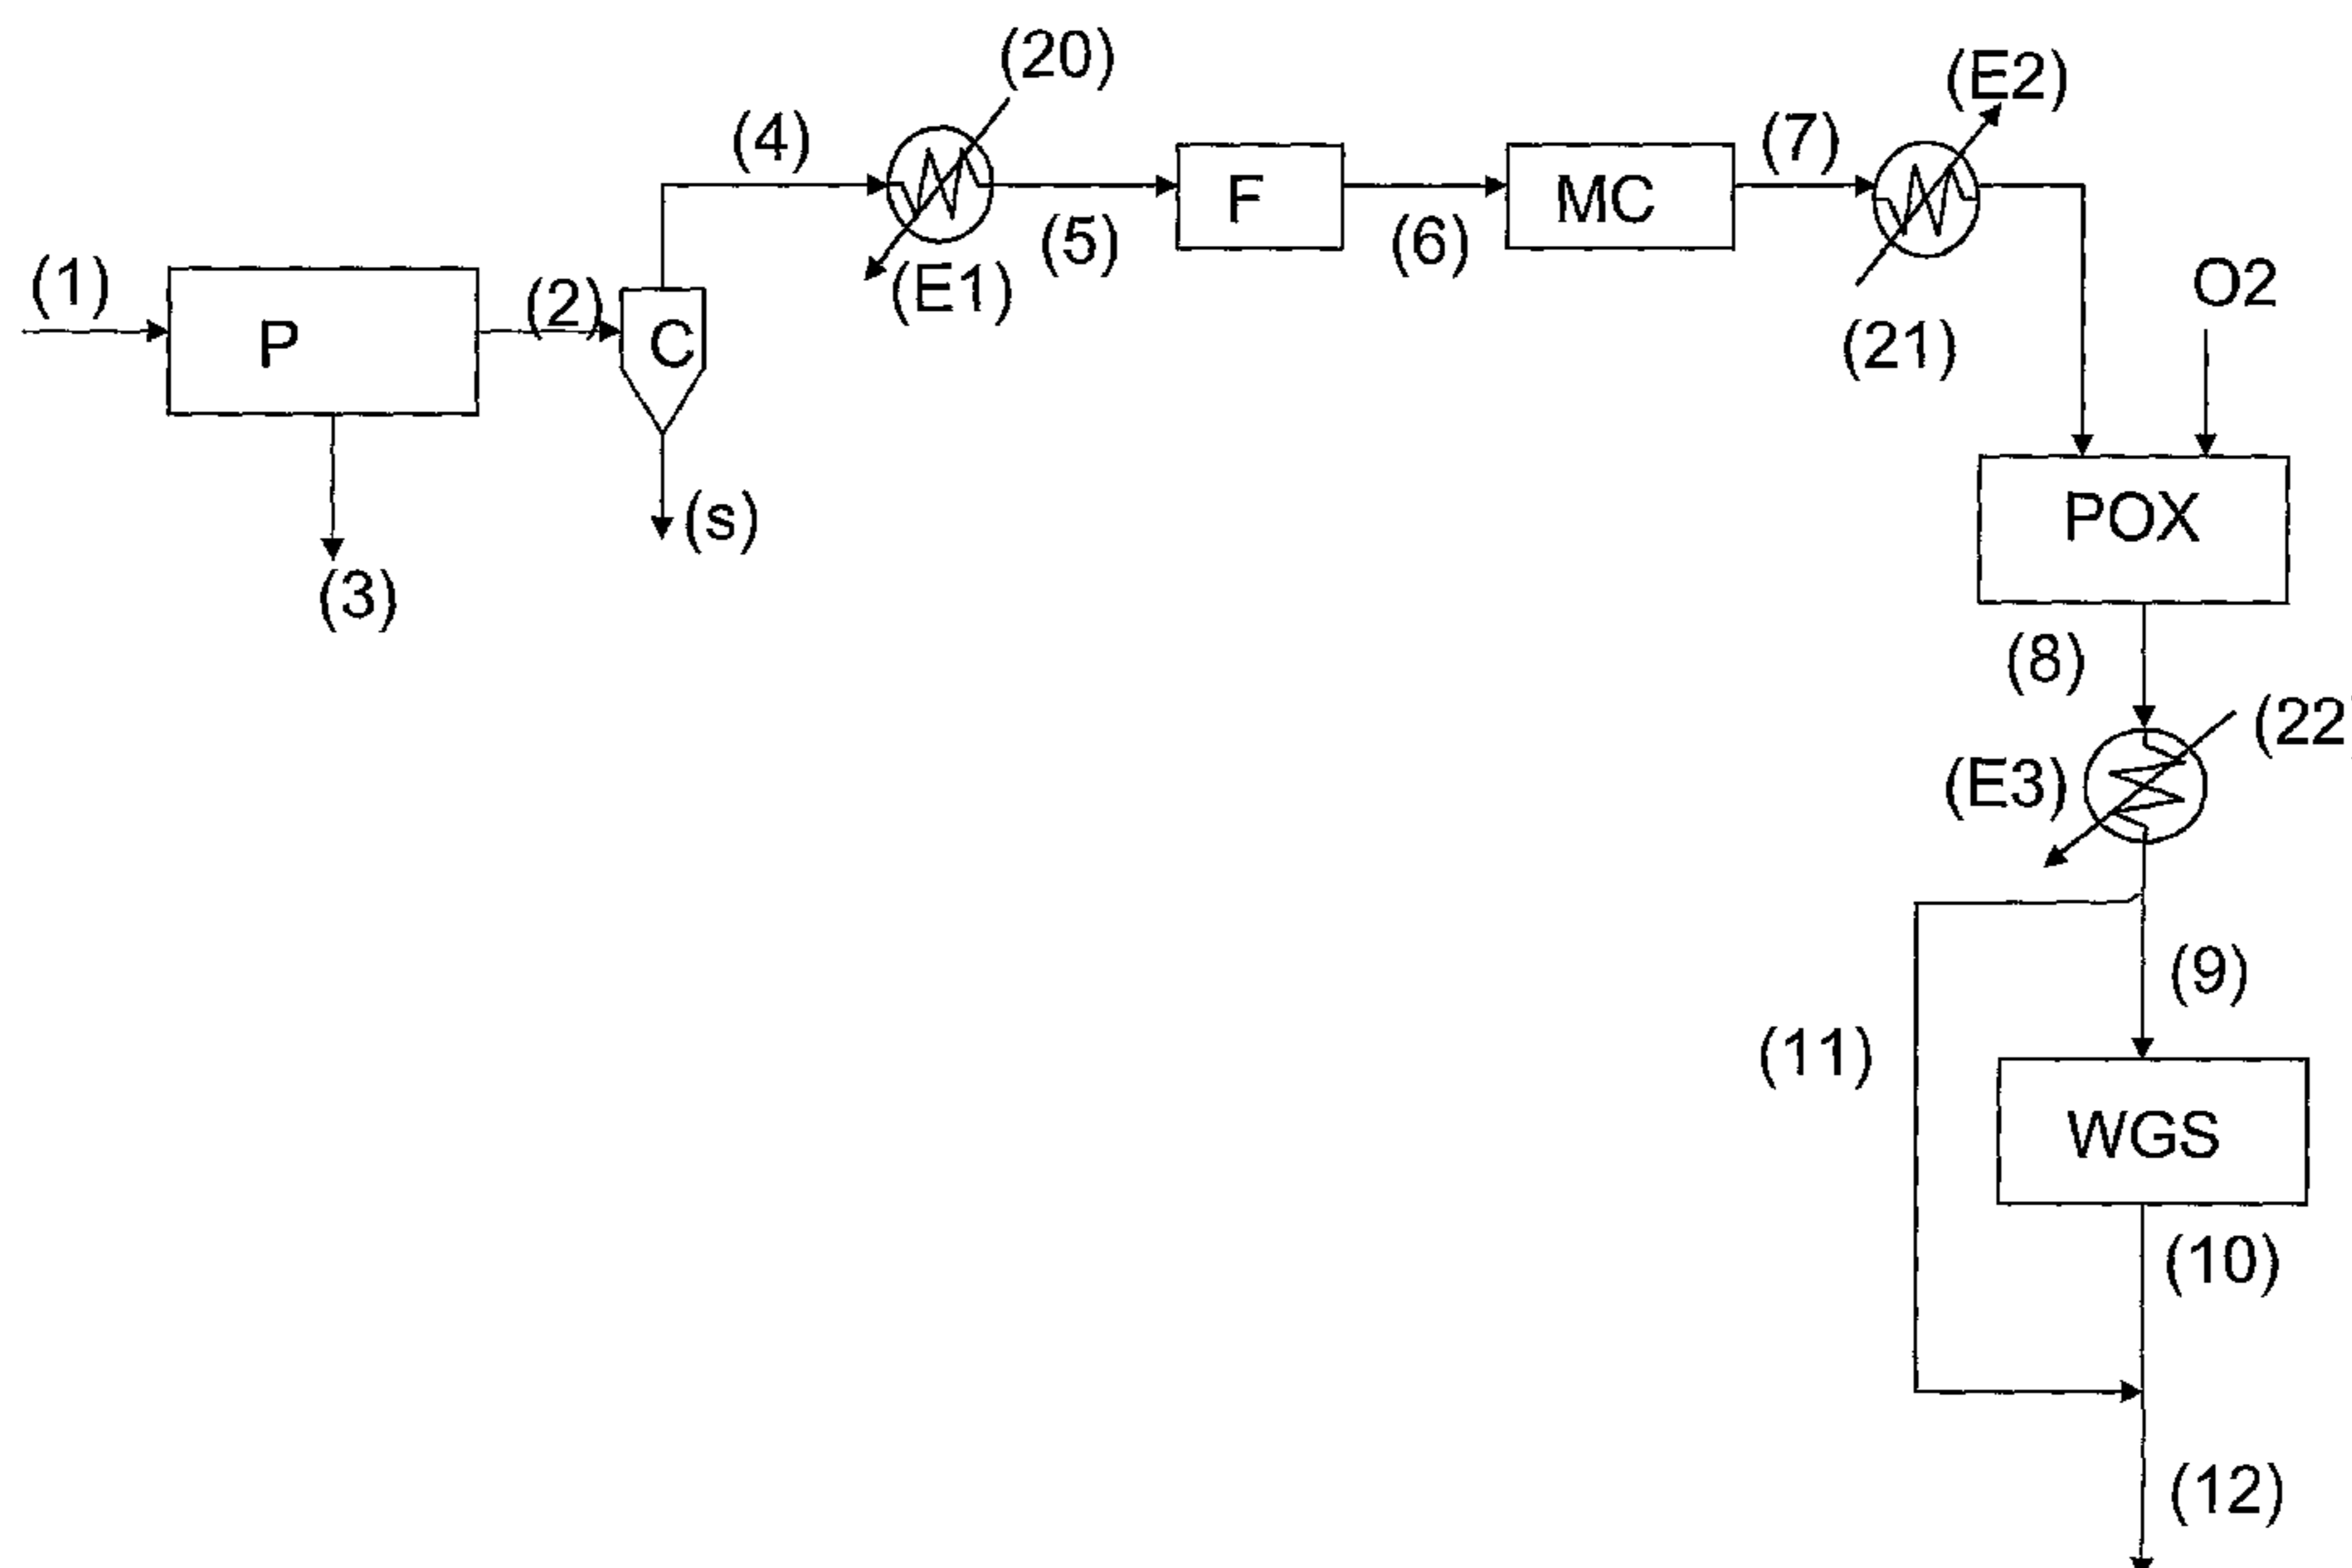 (20)
(E2)
(4)
(7)
F
MC
(5)
(6)
(1)
(E1)
O2
(2)
P
C
(21)
(s)
POX
(3)
(8)
(22
(E3)
(9)
(11)
WGS
(10)
(12)